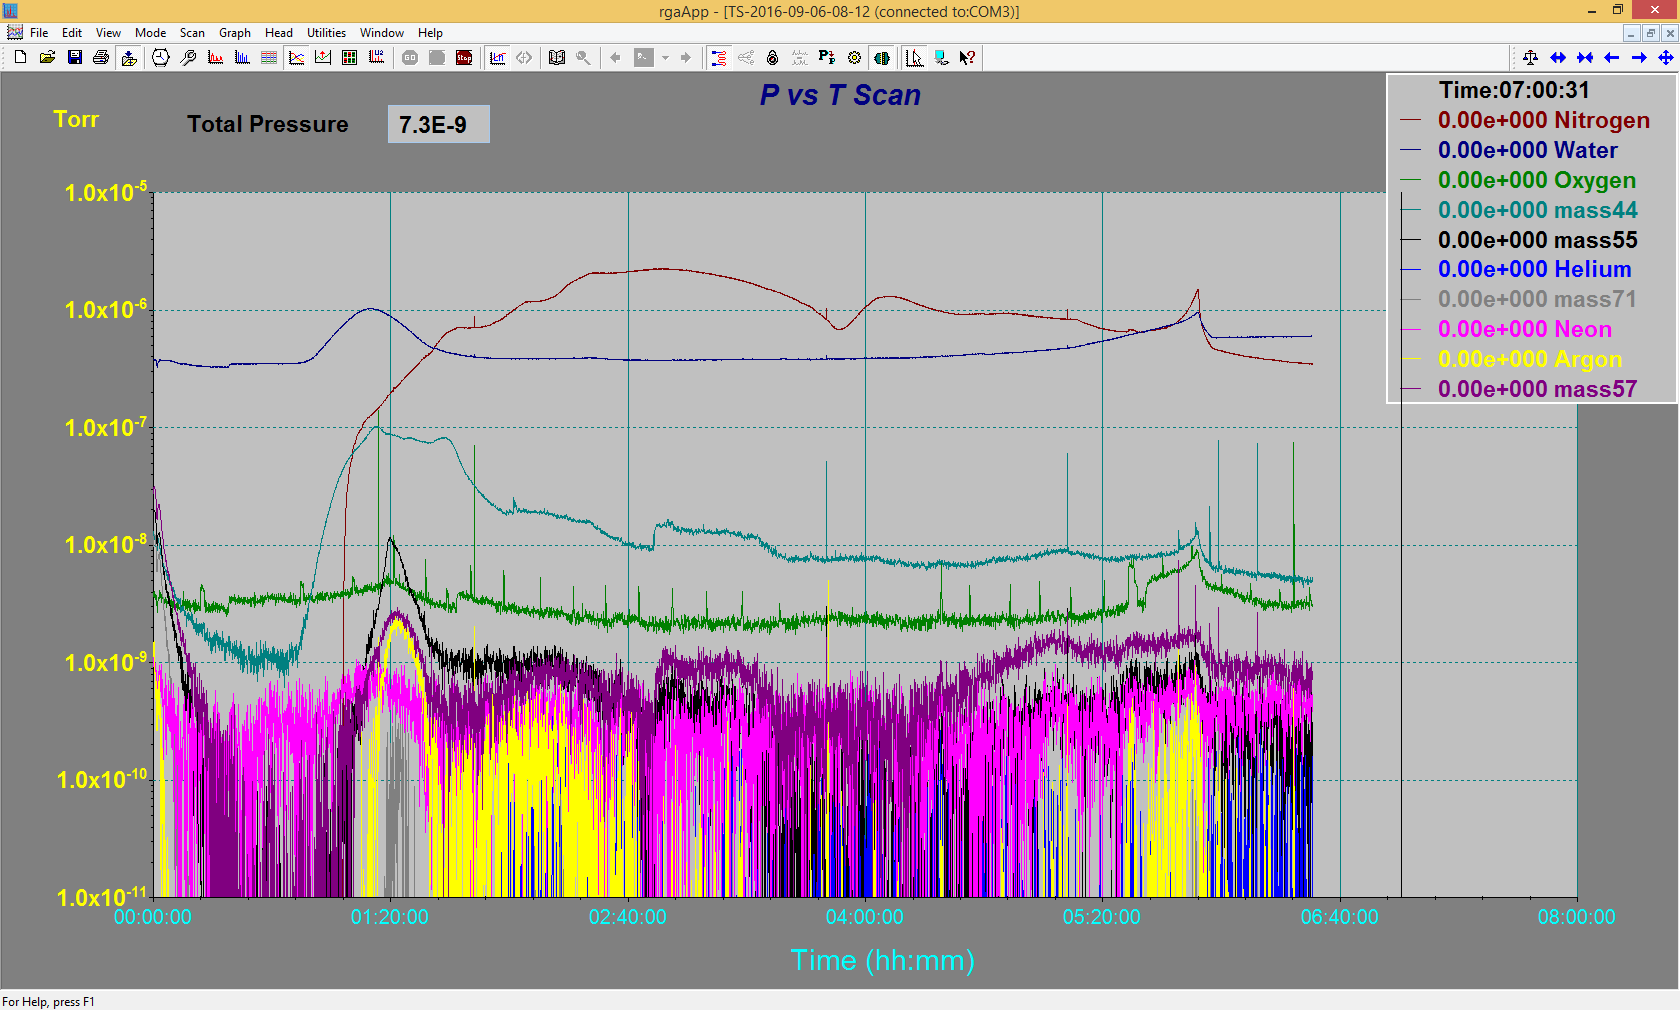 rgaApp - [TS-2016-09-06-08-12 (connected to:COM3)]
File Edit View Mode Scan Graph Head Utilities Window Help
GO Stop
P vs T Scan
Torr
Total Pressure 7.3E-9
Time:07:00:31
0.00e+000 Nitrogen
0.00e+000 Water
0.00e+000 Oxygen
0.00e+000 mass44
0.00e+000 mass55
0.00e+000 Helium
0.00e+000 mass71
0.00e+000 Neon
0.00e+000 Argon
0.00e+000 mass57
1.0x10-5
1.0x10-6
1.0x10-7
1.0x10-8
1.0x10-9
1.0x10-10
1.0x10-11
00:00:00 01:20:00 02:40:00 04:00:00 05:20:00 06:40:00 08:00:00
Time (hh:mm)
For Help, press F1